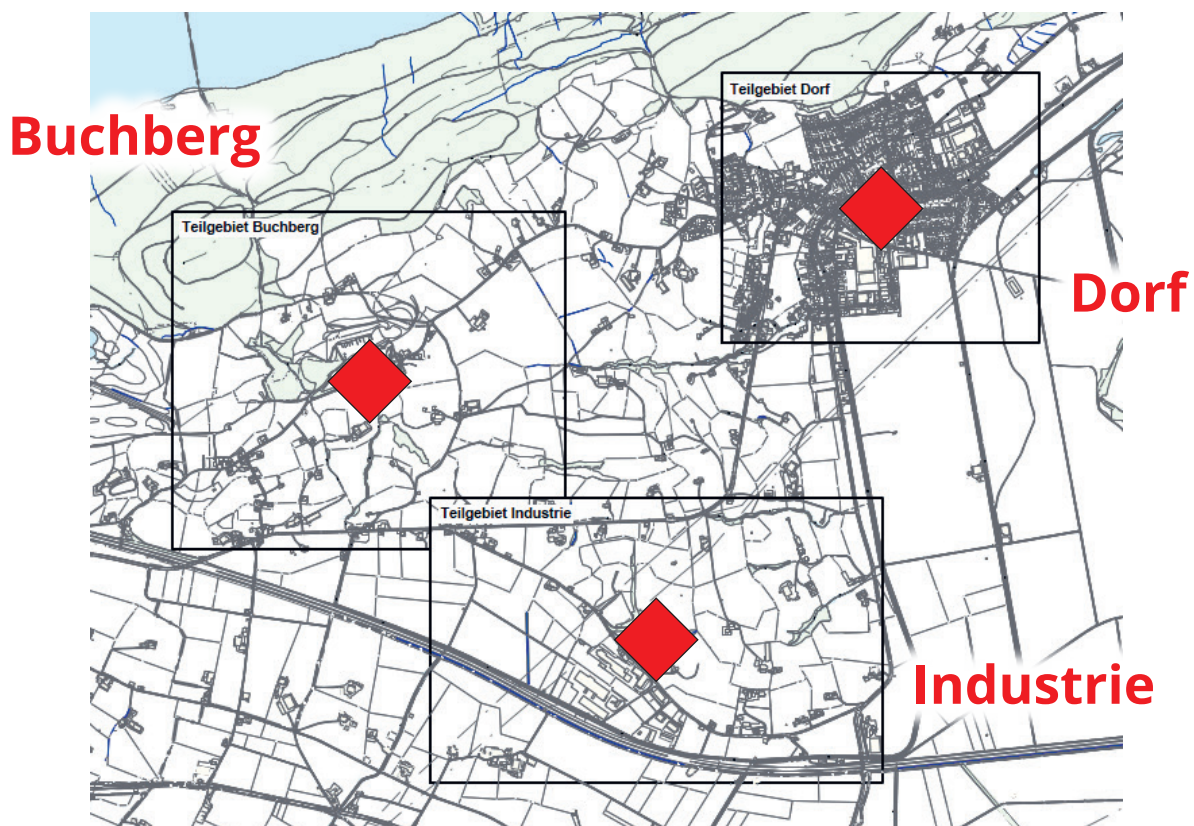 Teilgebiet Dorf
Buchberg
Teilgebiet Buchberg
Dorf
Teilgebiet Industrie
Industrie